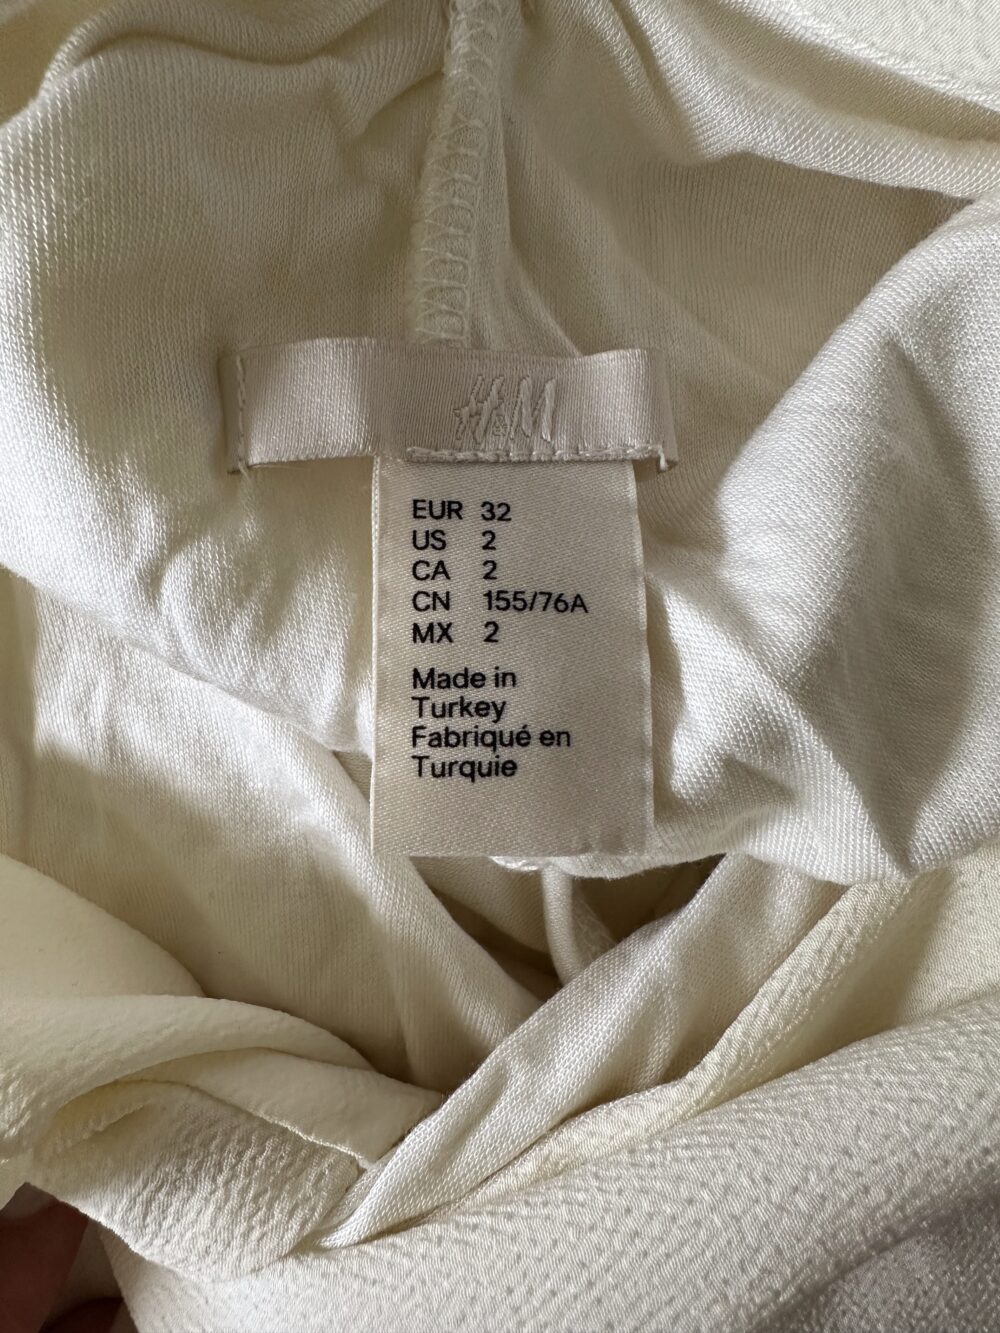 H&M
EUR 32
US 2
CA 2
CN 155/76A
MX 2
Made in
Turkey
Fabriqué en
Turquie